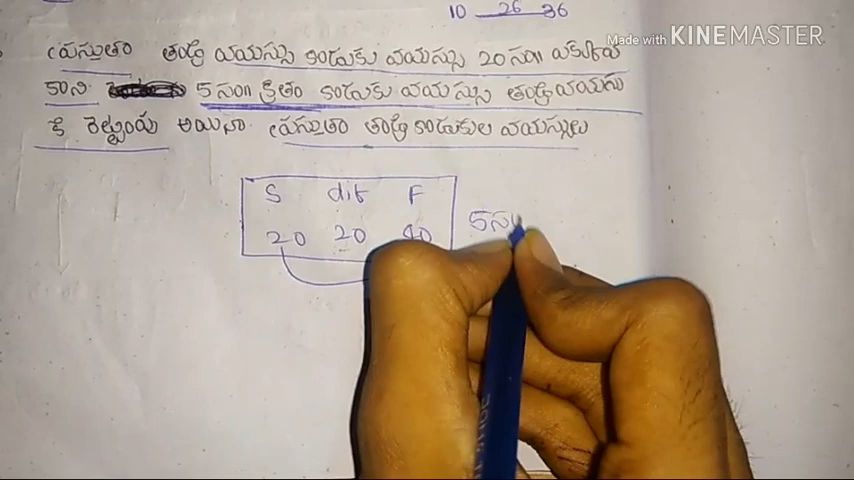 10 26 36
Made with KINEMASTER
ప్రస్తుతం తండ్రి వయస్సు కొడుకు వయస్సు 20 సం॥
కాని 5 సం॥ క్రితం కొడుకు వయస్సు తండ్రి వయసు
కి రెట్టింపు అయినా ప్రస్తుతం తండ్రి కొడుకుల వయస్సులు
S dif F
20 20 40
5సం